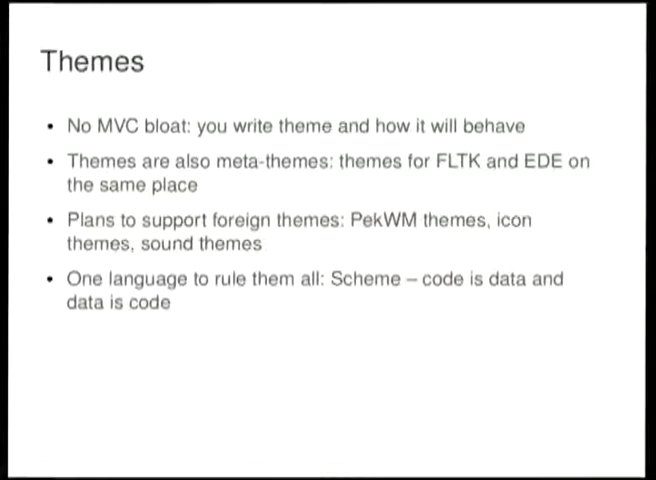 Themes
• No MVC bloat: you write theme and how it will behave
• Themes are also meta-themes: themes for FLTK and EDE on
the same place
• Plans to support foreign themes: PekWM themes, icon
themes, sound themes
• One language to rule them all: Scheme – code is data and
data is code